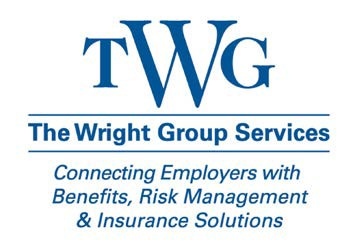 TWG
The Wright Group Services
Connecting Employers with
Benefits, Risk Management
& Insurance Solutions